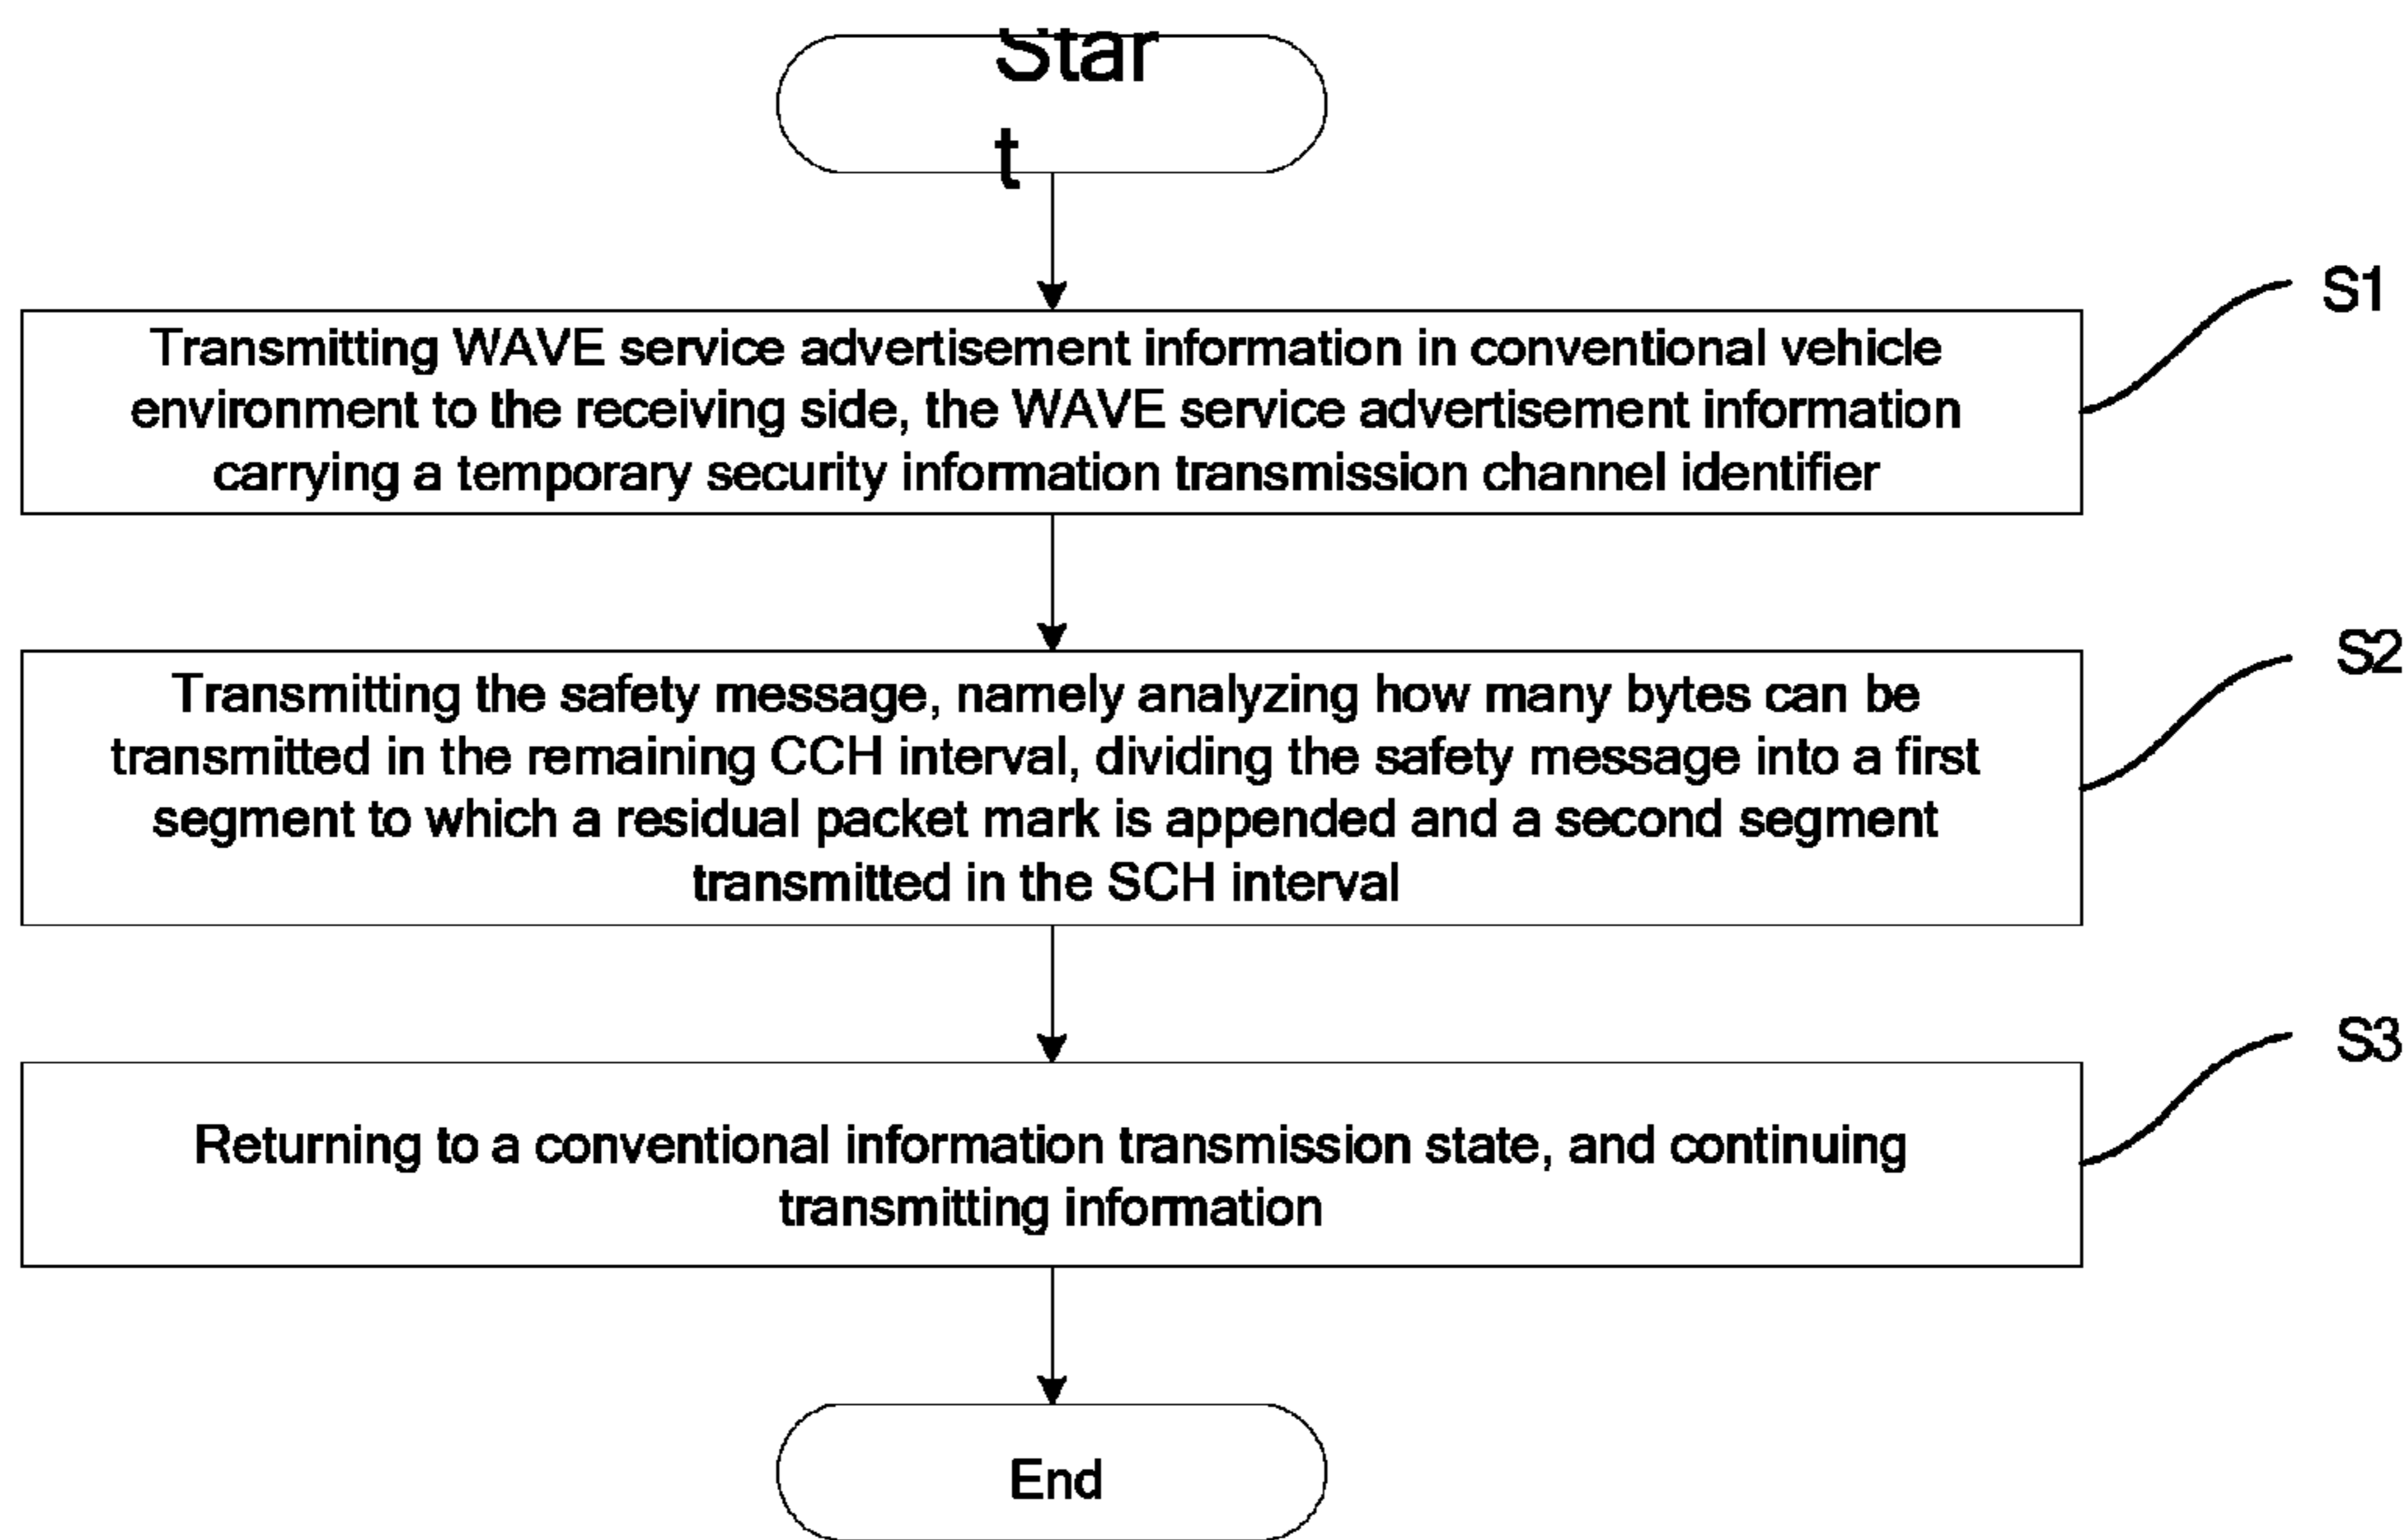 Star
t
S1
Transmitting WAVE service advertisement information in conventional vehicle
environment to the receiving side, the WAVE service advertisement information
carrying a temporary security information transmission channel identifier
S2
Transmitting the safety message, namely analyzing how many bytes can be
transmitted in the remaining CCH interval, dividing the safety message into a first
segment to which a residual packet mark is appended and a second segment
transmitted in the SCH interval
S3
Returning to a conventional information transmission state, and continuing
transmitting information
End